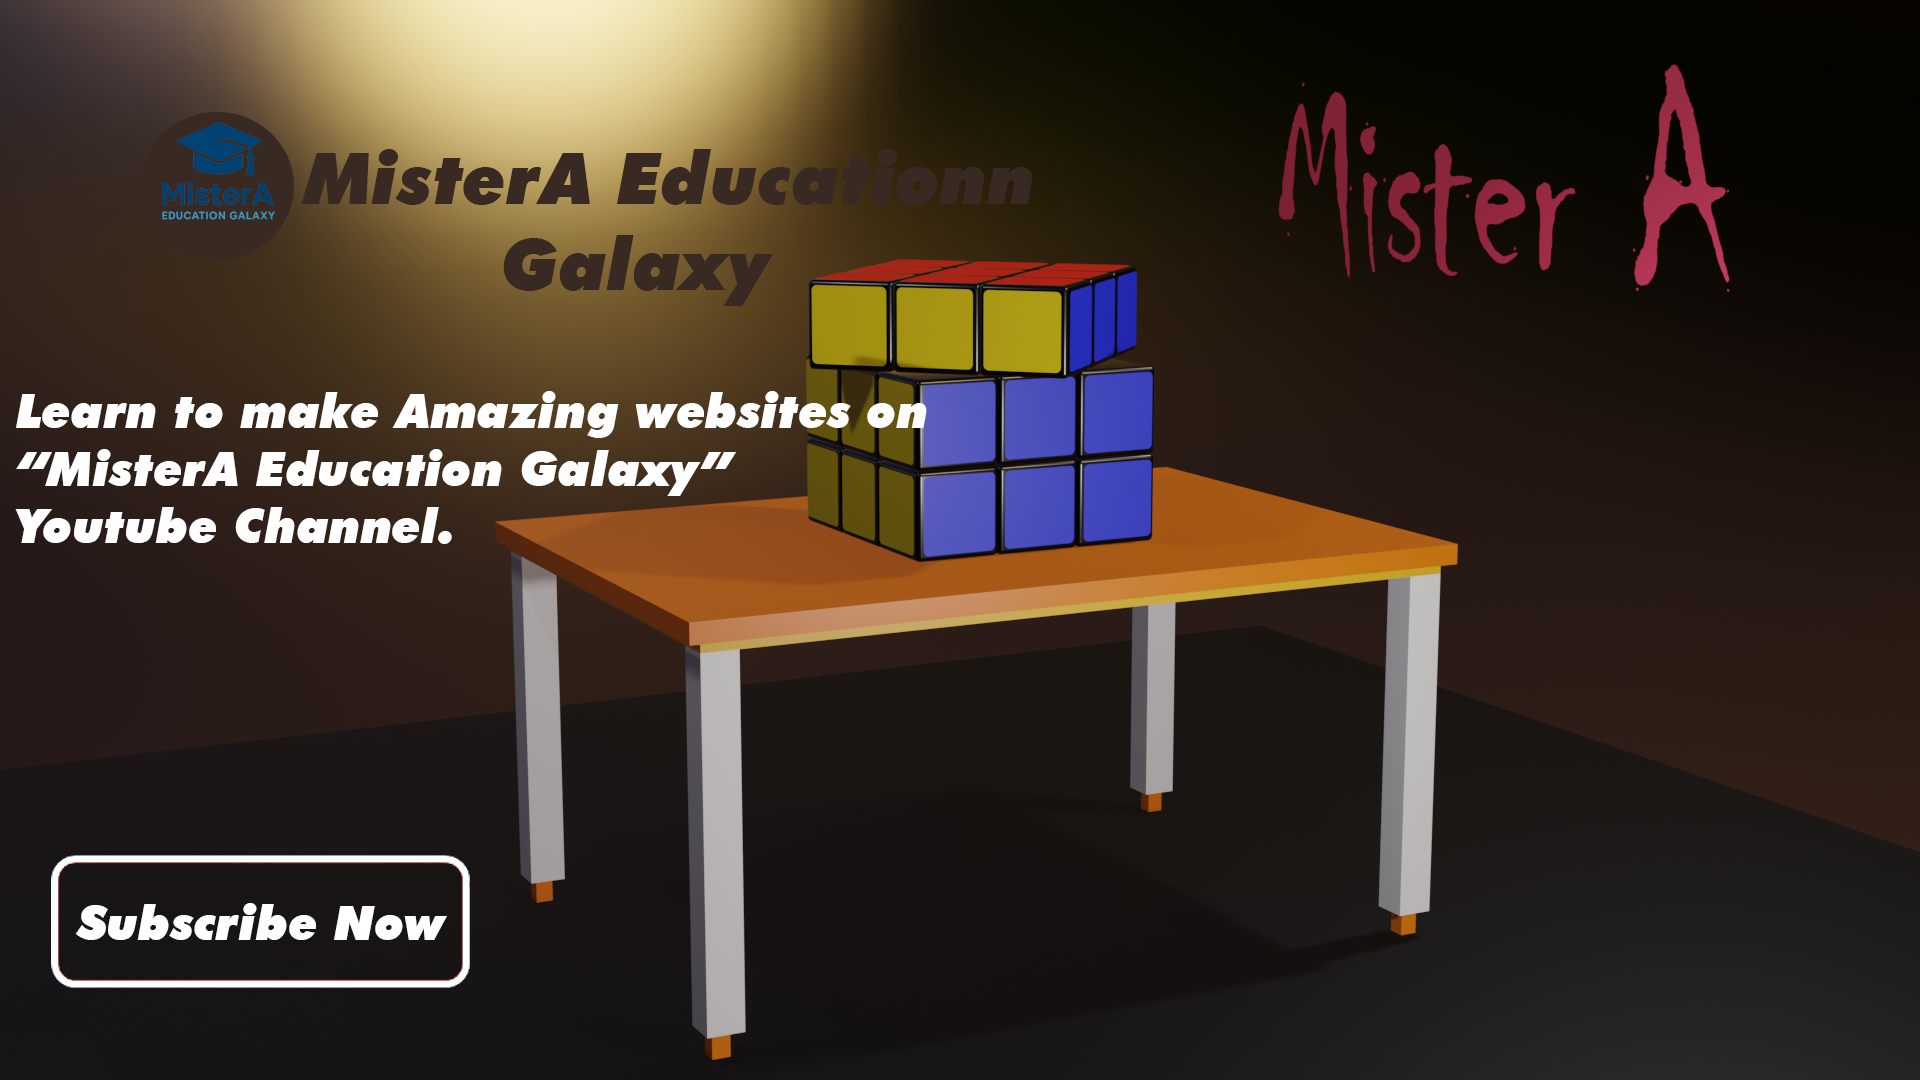 MisterA
EDUCATION GALAXY
MisterA Educationn
Galaxy
Mister A
Learn to make Amazing websites on
“MisterA Education Galaxy”
Youtube Channel.
Subscribe Now